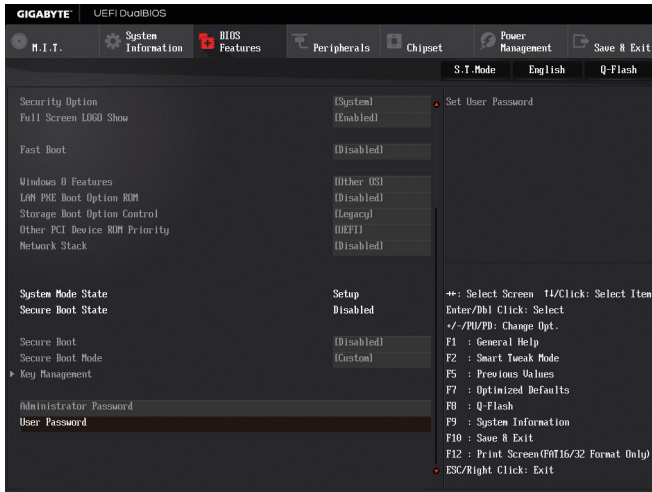 GIGABYTE™ UEFI DualBIOS
M.I.T. System Information BIOS Features Peripherals Chipset Power Management Save & Exit
S.T.Mode English Q-Flash
Security Option [System]
Full Screen LOGO Show [Enabled]
Fast Boot [Disabled]
Windows 8 Features [Other OS]
LAN PXE Boot Option ROM [Disabled]
Storage Boot Option Control [Legacy]
Other PCI Device ROM Priority [UEFI]
Network Stack [Disabled]
System Mode State Setup
Secure Boot State Disabled
Secure Boot [Disabled]
Secure Boot Mode [Custom]
Key Management
Administrator Password
User Password
Set User Password
→←: Select Screen ↑↓/Click: Select Item
Enter/Dbl Click: Select
+/-/PU/PD: Change Opt.
F1 : General Help
F2 : Smart Tweak Mode
F5 : Previous Values
F7 : Optimized Defaults
F8 : Q-Flash
F9 : System Information
F10 : Save & Exit
F12 : Print Screen(FAT16/32 Format Only)
ESC/Right Click: Exit